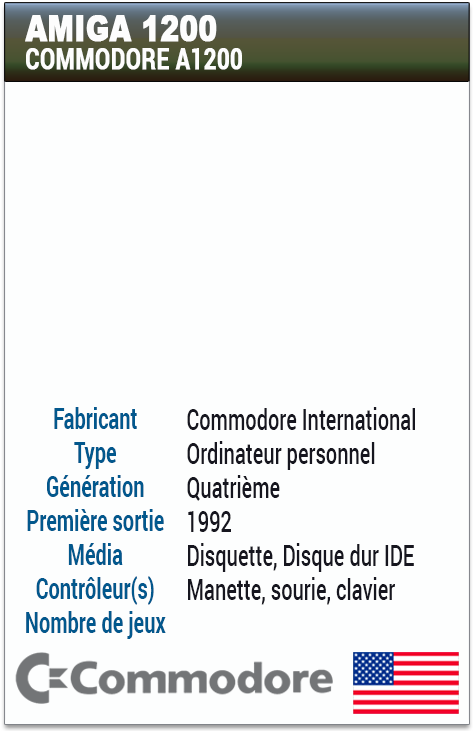 AMIGA 1200
COMMODORE A1200
Fabricant Commodore International
Type Ordinateur personnel
Génération Quatrième
Première sortie 1992
Média Disquette, Disque dur IDE
Contrôleur(s) Manette, sourie, clavier
Nombre de jeux
Commodore